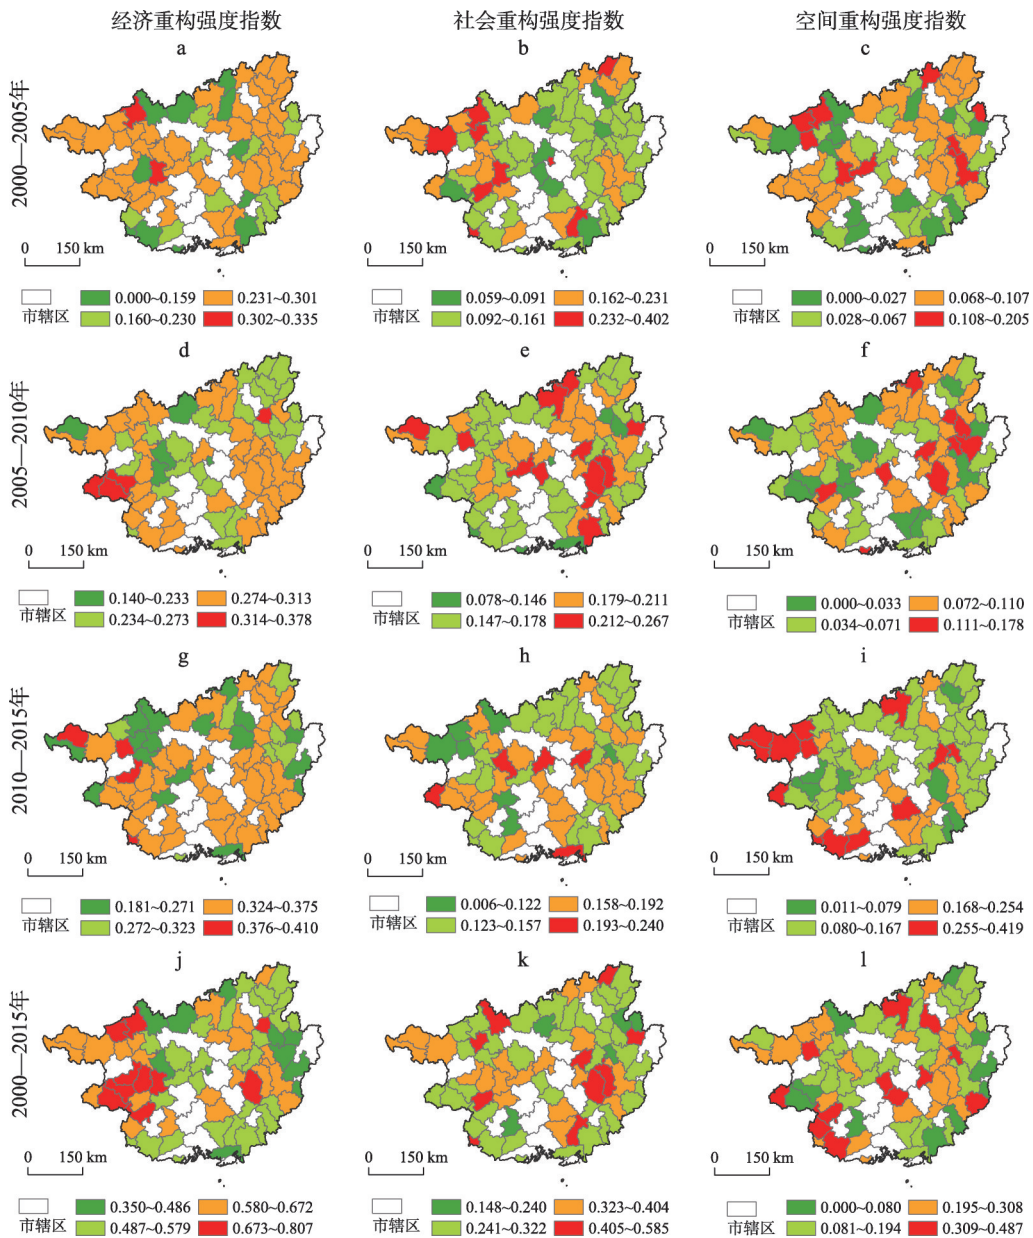 经济重构强度指数 社会重构强度指数 空间重构强度指数
a b c
2000—2005年
0 150 km 0 150 km 0 150 km
市辖区 0.000~0.159 0.231~0.301 市辖区 0.059~0.091 0.162~0.231 市辖区 0.000~0.027 0.068~0.107
0.160~0.230 0.302~0.335 0.092~0.161 0.232~0.402 0.028~0.067 0.108~0.205
d e f
2005—2010年
0 150 km 0 150 km 0 150 km
市辖区 0.140~0.233 0.274~0.313 市辖区 0.078~0.146 0.179~0.211 市辖区 0.000~0.033 0.072~0.110
0.234~0.273 0.314~0.378 0.147~0.178 0.212~0.267 0.034~0.071 0.111~0.178
g h i
2010—2015年
0 150 km 0 150 km 0 150 km
市辖区 0.181~0.271 0.324~0.375 市辖区 0.006~0.122 0.158~0.192 市辖区 0.011~0.079 0.168~0.254
0.272~0.323 0.376~0.410 0.123~0.157 0.193~0.240 0.080~0.167 0.255~0.419
j k l
2000—2015年
0 150 km 0 150 km 0 150 km
市辖区 0.350~0.486 0.580~0.672 市辖区 0.148~0.240 0.323~0.404 市辖区 0.000~0.080 0.195~0.308
0.487~0.579 0.673~0.807 0.241~0.322 0.405~0.585 0.081~0.194 0.309~0.487